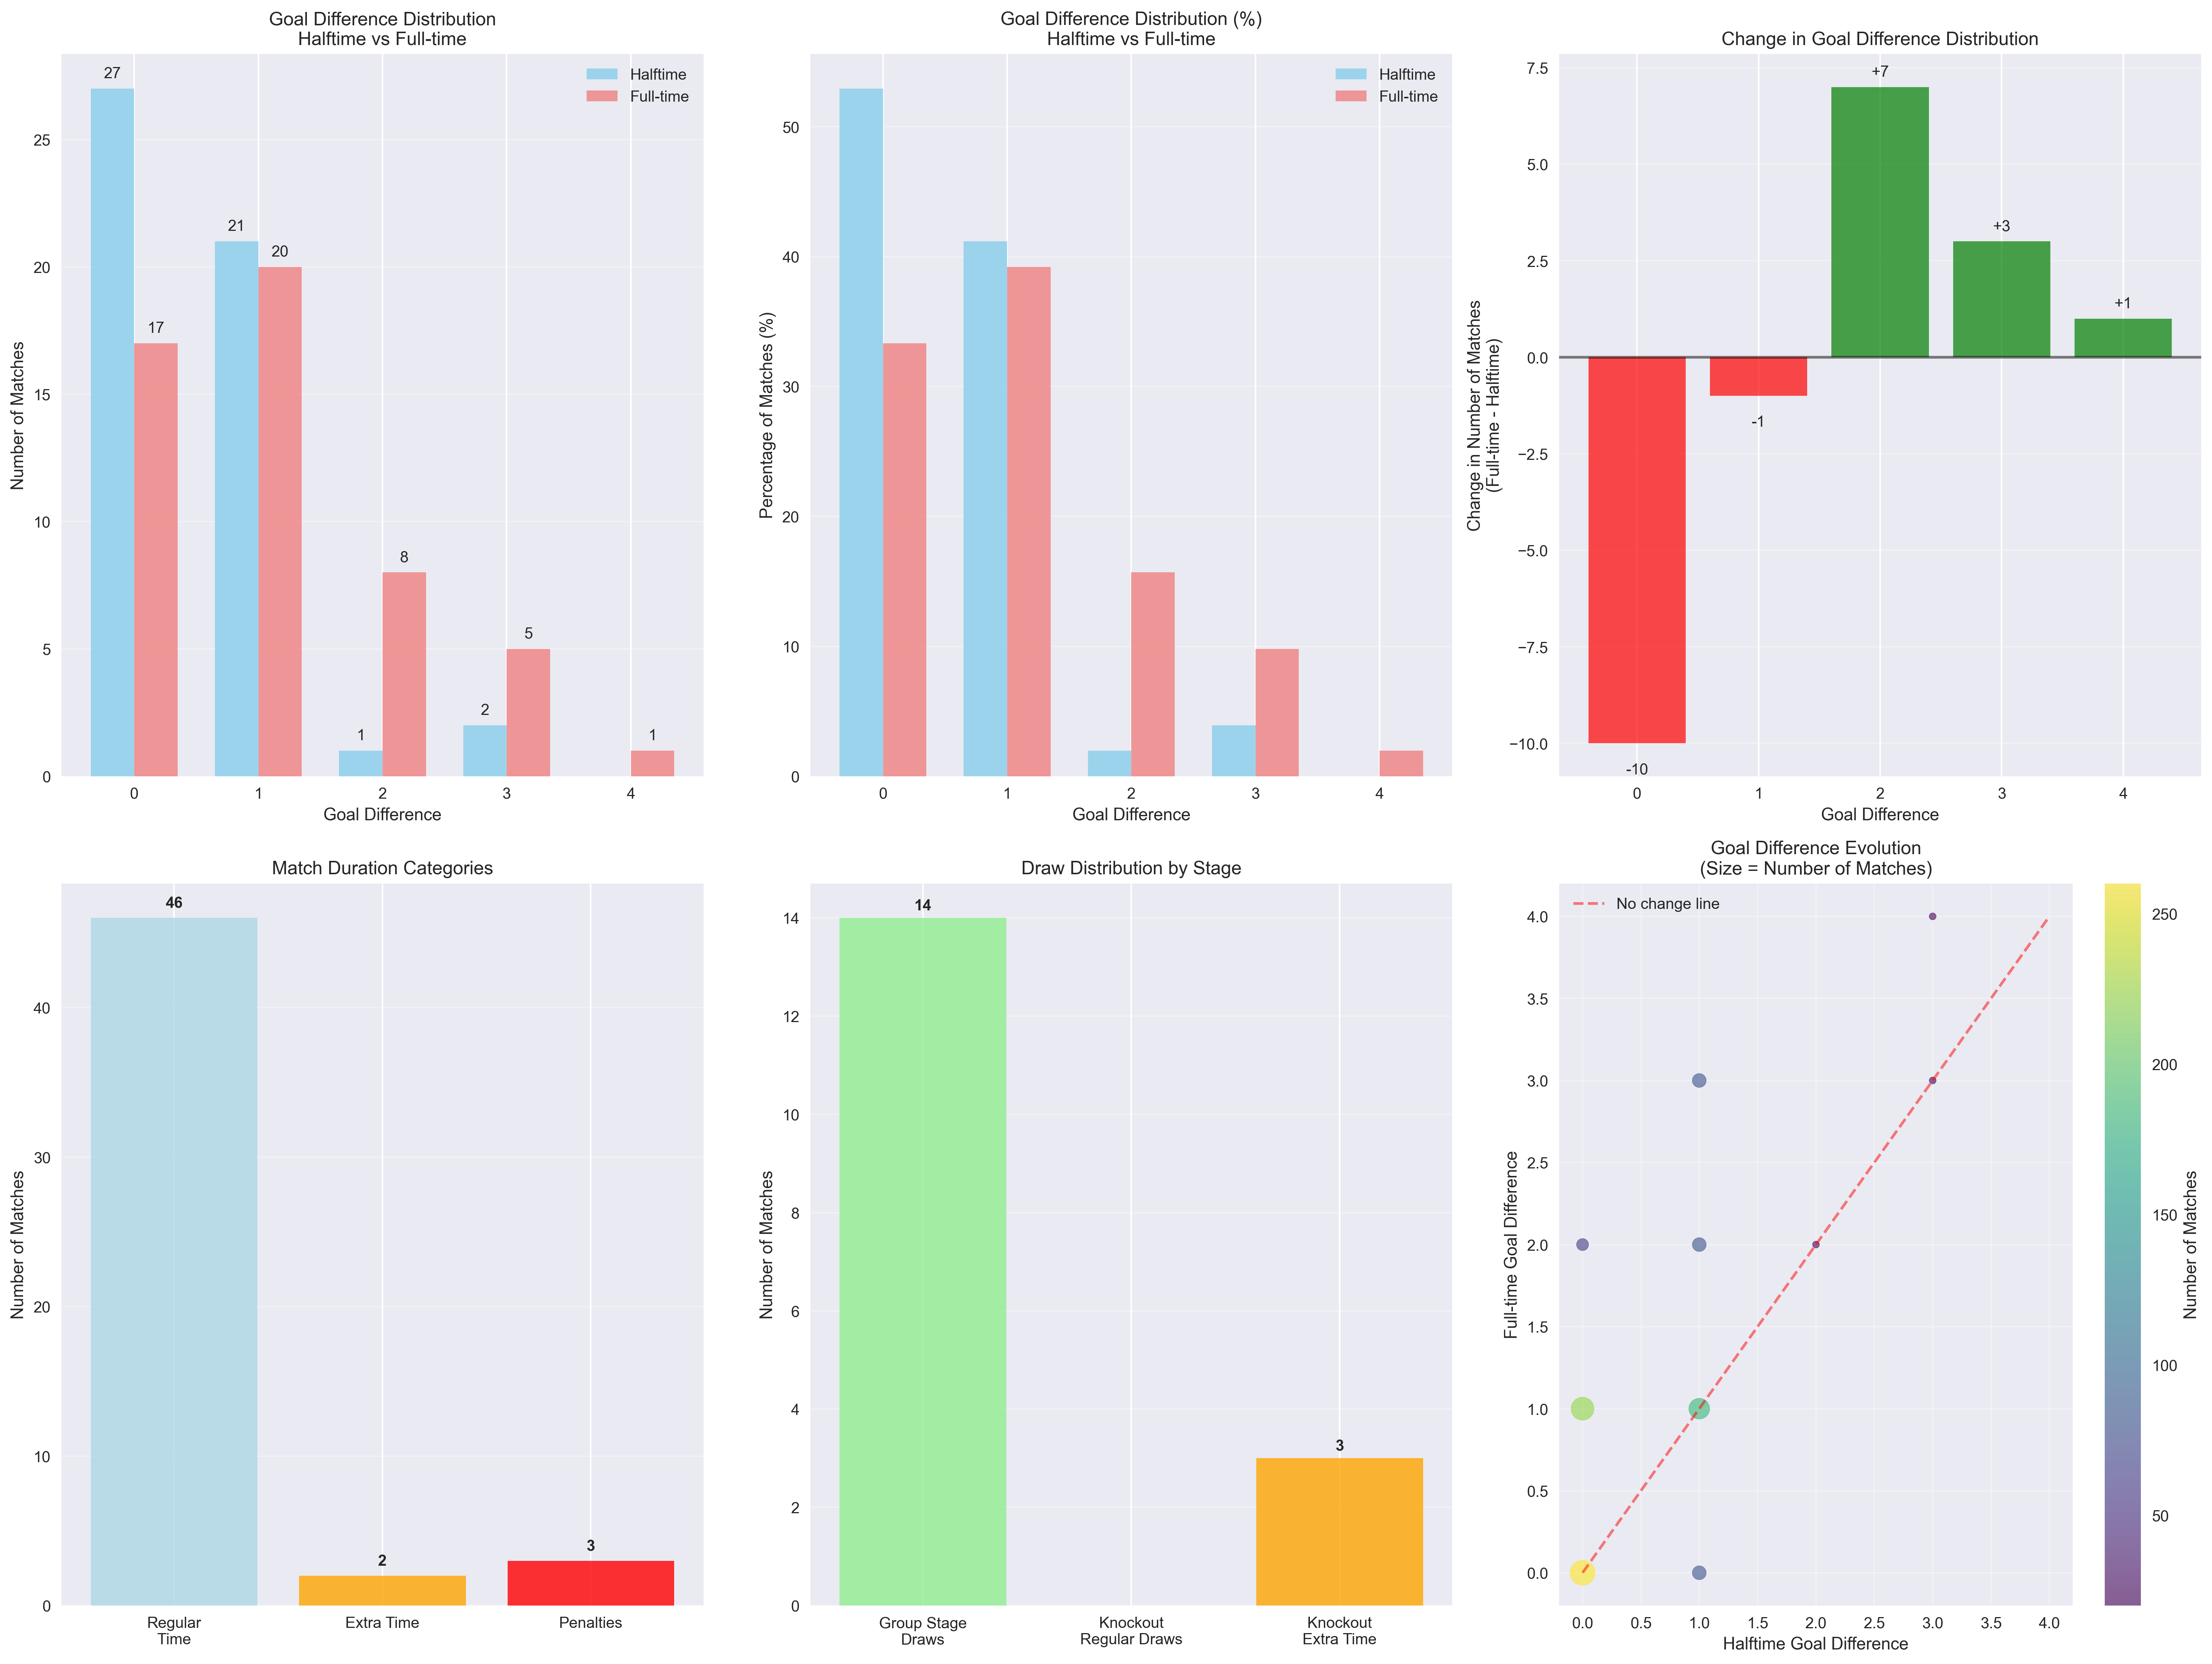 Goal Difference Distribution
Halftime vs Full-time
27
21
20
17
8
5
2
1
1
Halftime
Full-time
25
20
15
10
5
0
Number of Matches
0 1 2 3 4
Goal Difference
Goal Difference Distribution (%)
Halftime vs Full-time
Halftime
Full-time
50
40
30
20
10
0
Percentage of Matches (%)
0 1 2 3 4
Goal Difference
Change in Goal Difference Distribution
+7
+3
+1
-1
-10
7.5
5.0
2.5
0.0
−2.5
−5.0
−7.5
−10.0
Change in Number of Matches
(Full-time - Halftime)
0 1 2 3 4
Goal Difference
Match Duration Categories
46
2
3
40
30
20
10
0
Number of Matches
Regular
Time
Extra Time
Penalties
Draw Distribution by Stage
14
3
14
12
10
8
6
4
2
0
Number of Matches
Group Stage
Draws
Knockout
Regular Draws
Knockout
Extra Time
Goal Difference Evolution
(Size = Number of Matches)
No change line
4.0
3.5
3.0
2.5
2.0
1.5
1.0
0.5
0.0
Full-time Goal Difference
0.0 0.5 1.0 1.5 2.0 2.5 3.0 3.5 4.0
Halftime Goal Difference
250
200
150
100
50
Number of Matches